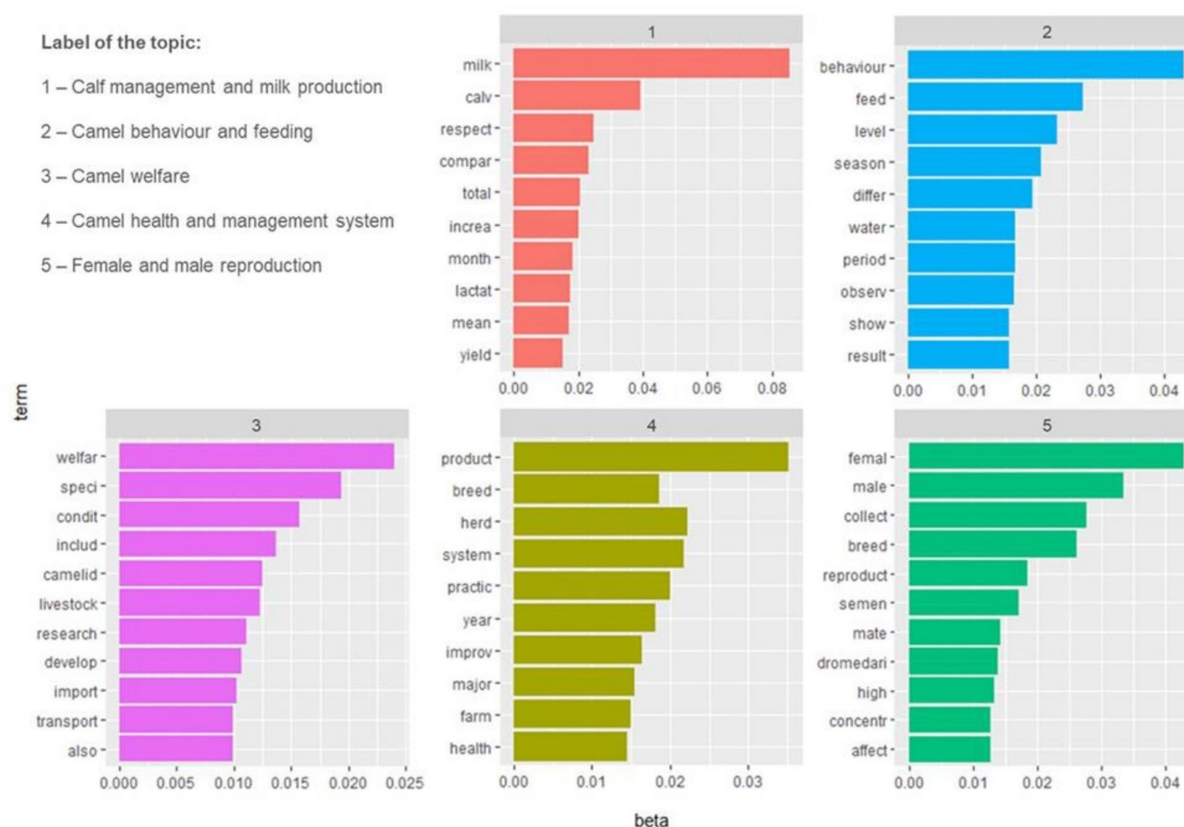 Label of the topic:
1 – Calf management and milk production
2 – Camel behaviour and feeding
3 – Camel welfare
4 – Camel health and management system
5 – Female and male reproduction
1
milk
calv
respect
compar
total
increa
month
lactat
mean
yield
0.00 0.02 0.04 0.06 0.08
2
behaviour
feed
level
season
differ
water
period
observ
show
result
0.00 0.01 0.02 0.03 0.04
term
3
welfar
speci
condit
includ
camelid
livestock
research
develop
import
transport
also
0.000 0.005 0.010 0.015 0.020 0.025
4
product
breed
herd
system
practic
year
improv
major
farm
health
0.00 0.01 0.02 0.03
5
femal
male
collect
breed
reproduct
semen
mate
dromedari
high
concentr
affect
0.00 0.01 0.02 0.03 0.04
beta